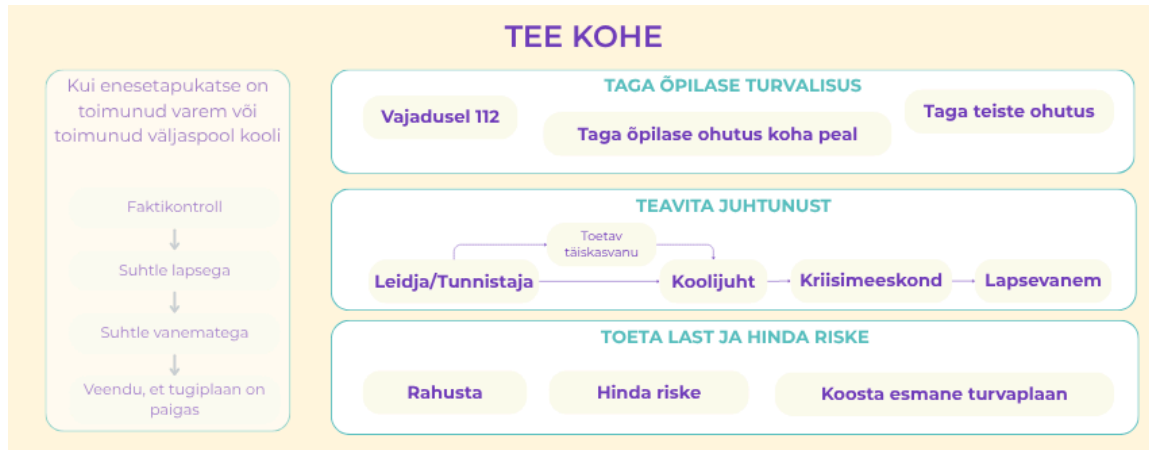 TEE KOHE
Kui enesetapukatse on
toimunud varem või
toimunud väljaspool kooli
Faktikontroll
Suhtle lapsega
Suhtle vanematega
Veendu, et tugiplaan on
paigas
TAGA ÕPILASE TURVALISUS
Vajadusel 112
Taga õpilase ohutus koha peal
Taga teiste ohutus
TEAVITA JUHTUNUST
Toetav
täiskasvanu
Leidja/Tunnistaja
Koolijuht
Kriisimeeskond
Lapsevanem
TOETA LAST JA HINDA RISKE
Rahusta
Hinda riske
Koosta esmane turvaplaan